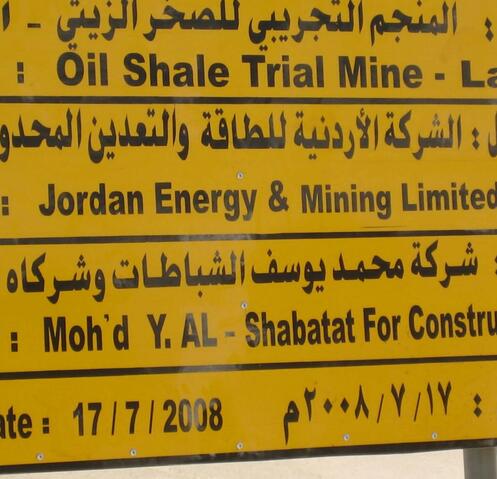 : المنجم التجريبي للصخر الزيتي -
: Oil Shale Trial Mine - La
: الشركة الأردنية للطاقة والتعدين المحدو
: Jordan Energy & Mining Limited
: شركة محمد يوسف الشباطات وشركاه
: Moh'd Y. AL - Shabatat For Constru
ate : 17 / 7 / 2008
: ٢٠٠٨/٧/١٧م